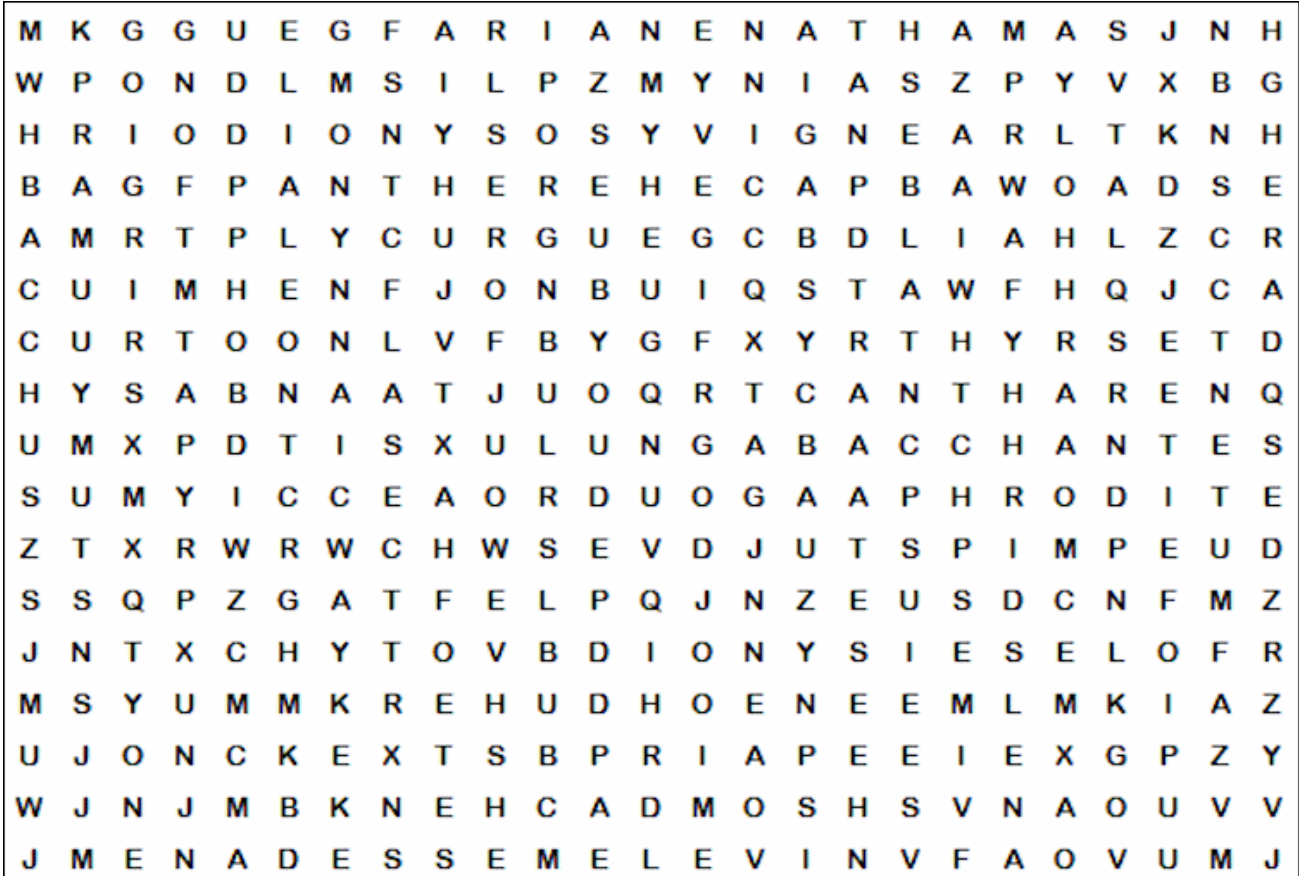 M K G G U E G F A R I A N E N A T H A M A S J N H
W P O N D L M S I L P Z M Y N I A S Z P Y V X B G
H R I O D I O N Y S O S Y V I G N E A R L T K N H
B A G F P A N T H E R E H E C A P B A W O A D S E
A M R T P L Y C U R G U E G C B D L I A H L Z C R
C U I M H E N F J O N B U I Q S T A W F H Q J C A
C U R T O O N L V F B Y G F X Y R T H Y R S E T D
H Y S A B N A A T J U O Q R T C A N T H A R E N Q
U M X P D T I S X U L U N G A B A C C H A N T E S
S U M Y I C C E A O R D U O G A A P H R O D I T E
Z T X R W R W C H W S E V D J U T S P I M P E U D
S S Q P Z G A T F E L P Q J N Z E U S D C N F M Z
J N T X C H Y T O V B D I O N Y S I E S E L O F R
M S Y U M M K R E H U D H O E N E E M L M K I A Z
U J O N C K E X T S B P R I A P E E I E X G P Z Y
W J N J M B K N E H C A D M O S H S V N A O U V V
J M E N A D E S S E M E L E V I N V F A O V U M J